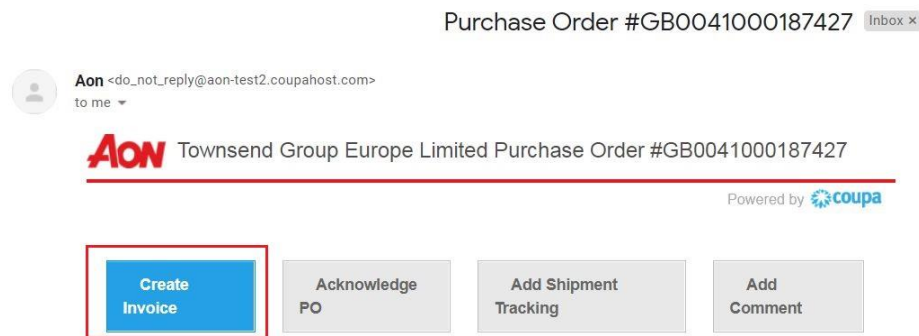 Purchase Order #GB0041000187427 Inbox ×
Aon <do_not_reply@aon-test2.coupahost.com>
to me
AON Townsend Group Europe Limited Purchase Order #GB0041000187427
Powered by coupa
Create
Invoice
Acknowledge
PO
Add Shipment
Tracking
Add
Comment